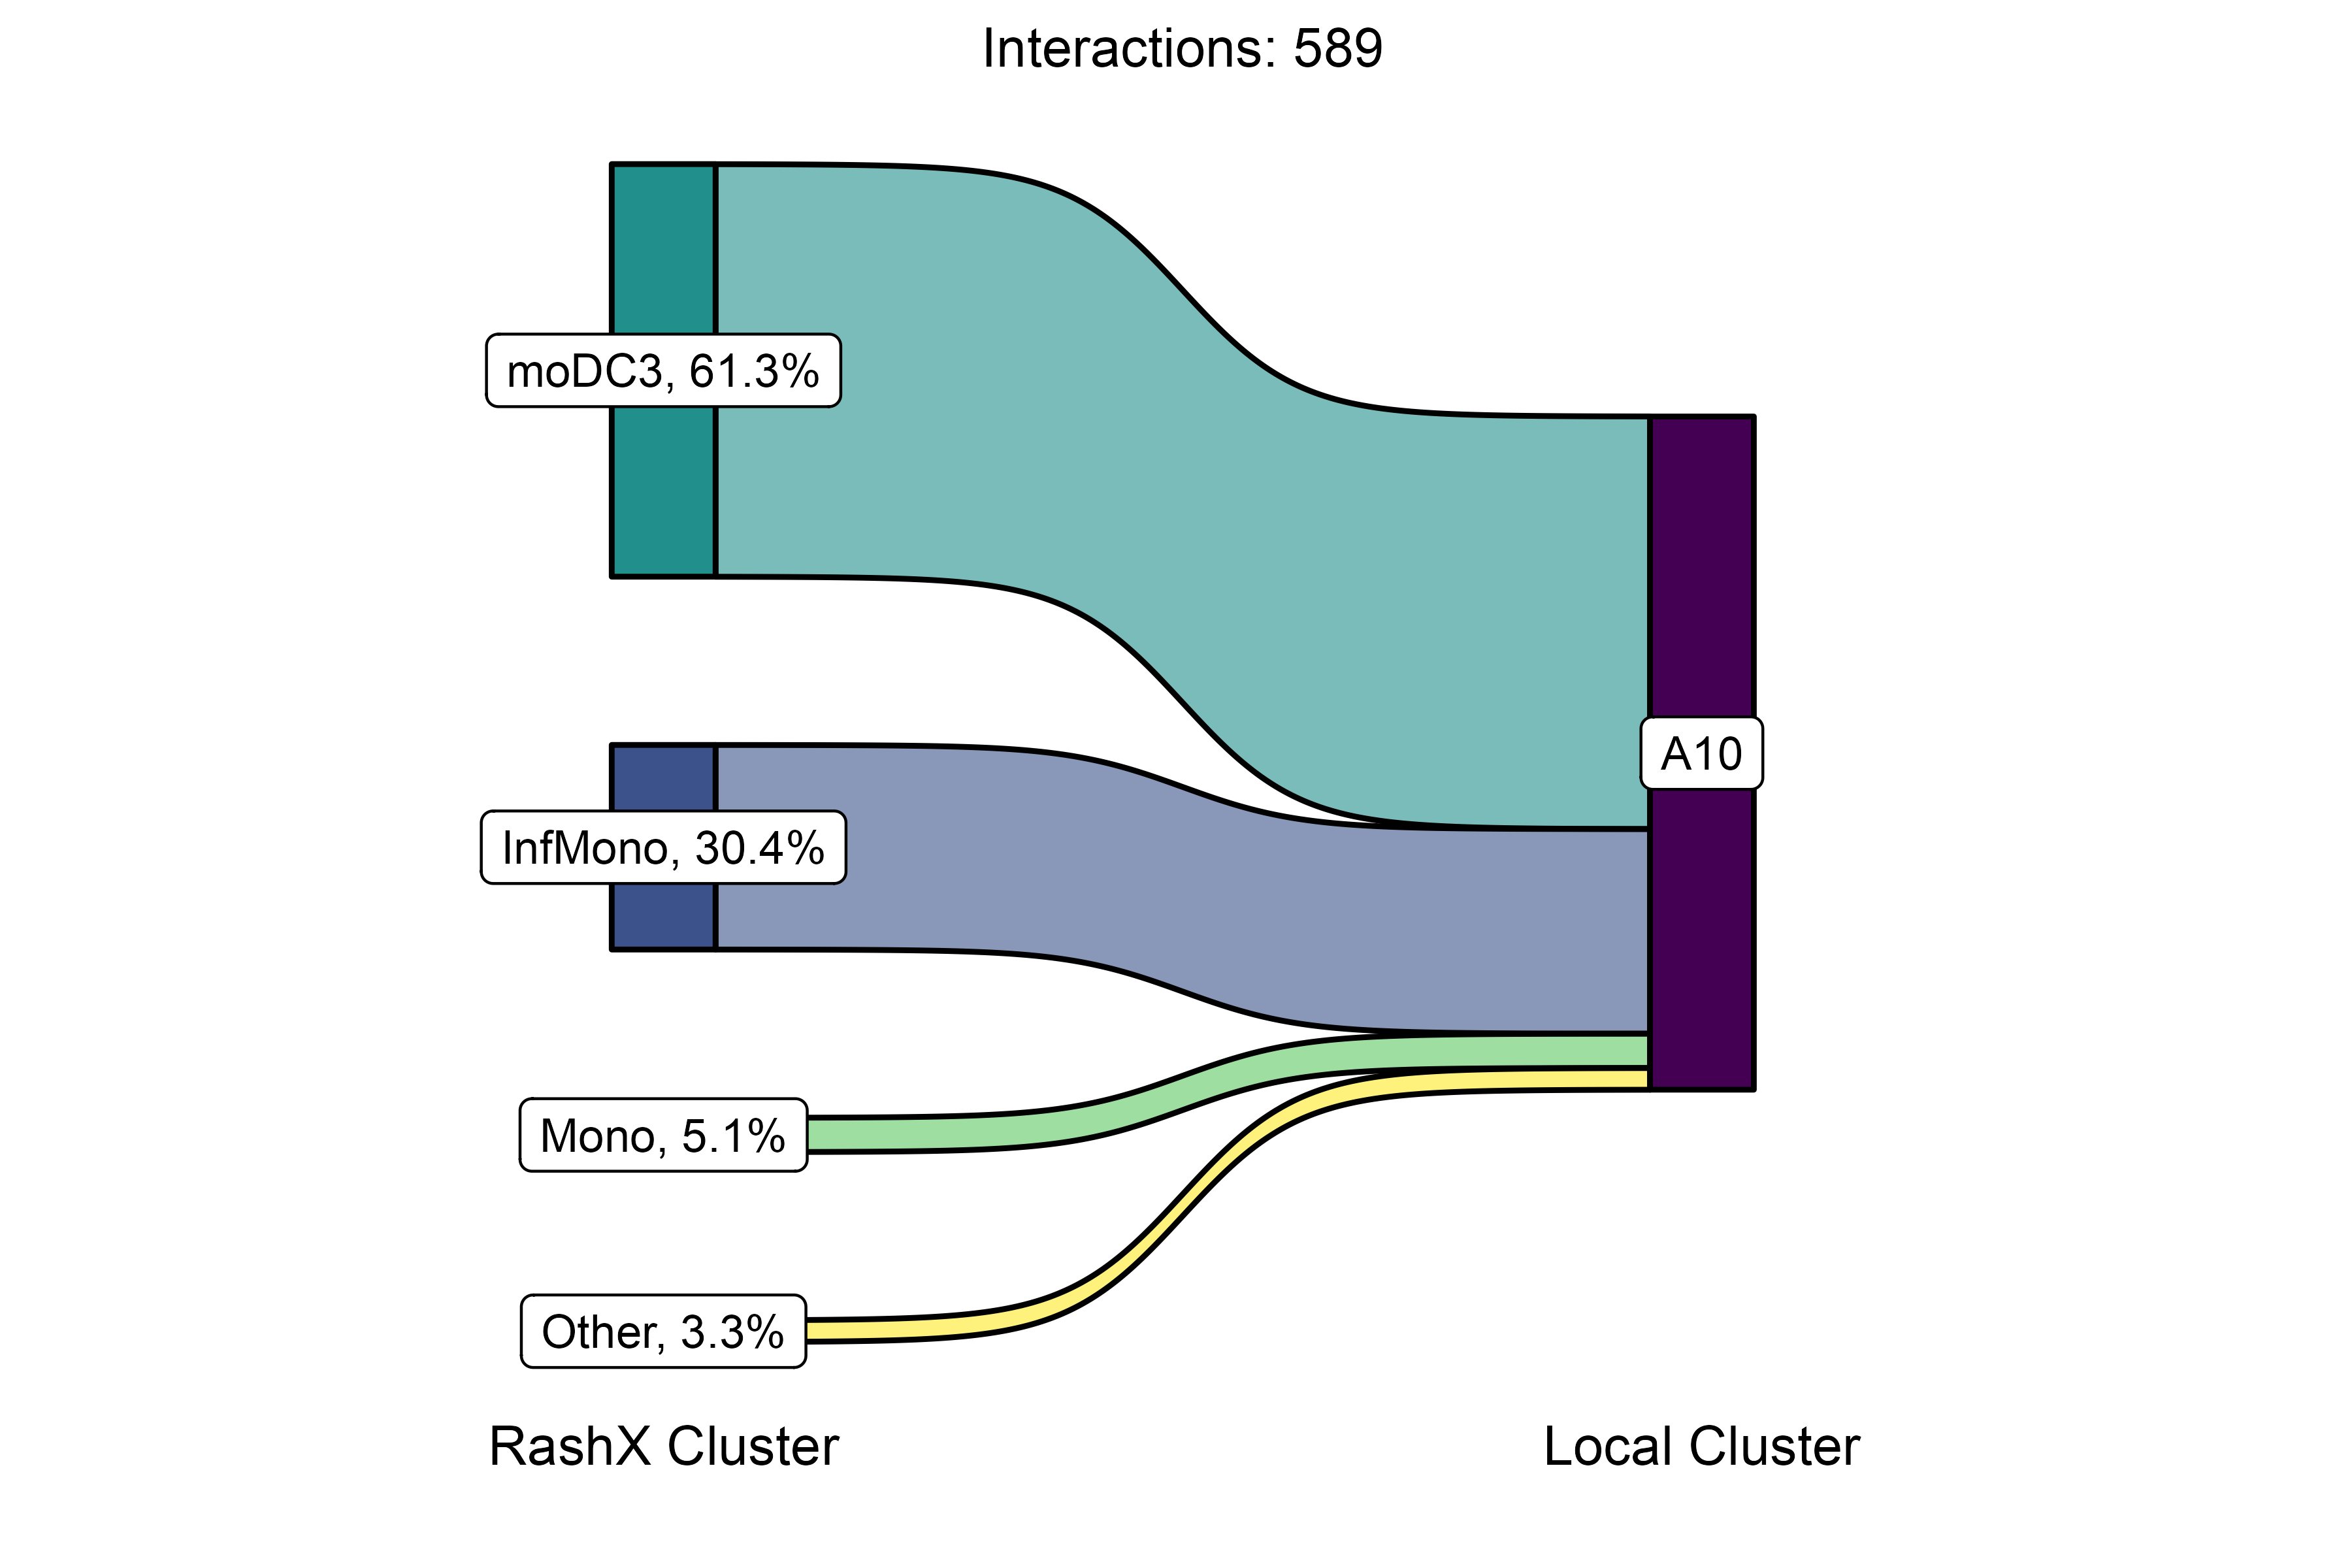 Interactions: 589
moDC3, 61.3%
A10
InfMono, 30.4%
Mono, 5.1%
Other, 3.3%
RashX Cluster
Local Cluster